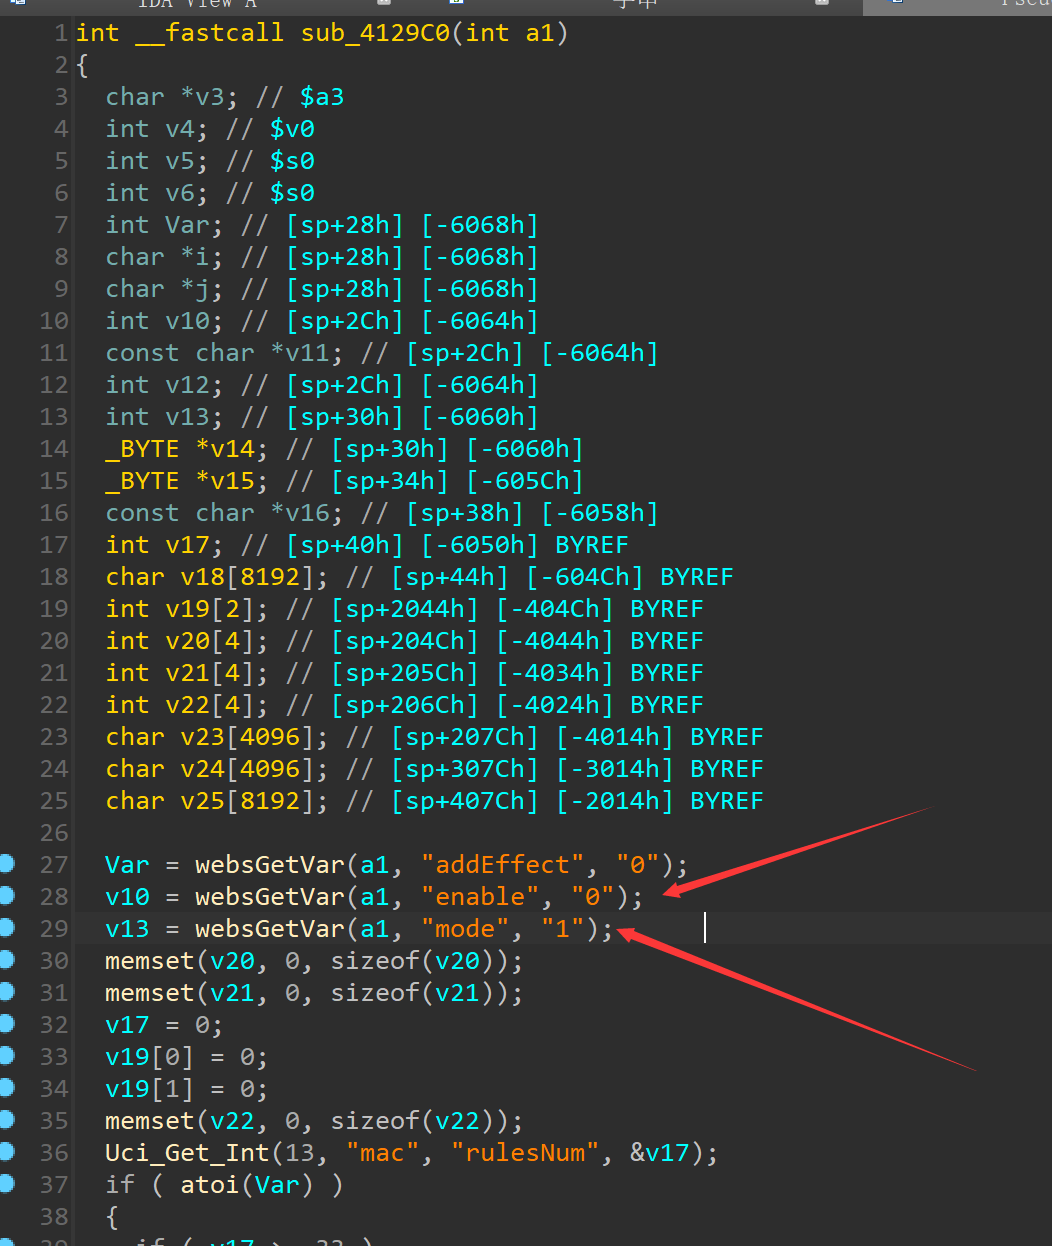 IDA View-A
字串
1 int __fastcall sub_4129C0(int a1)
2 {
3 char *v3; // $a3
4 int v4; // $v0
5 int v5; // $s0
6 int v6; // $s0
7 int Var; // [sp+28h] [-6068h]
8 char *i; // [sp+28h] [-6068h]
9 char *j; // [sp+28h] [-6068h]
10 int v10; // [sp+2Ch] [-6064h]
11 const char *v11; // [sp+2Ch] [-6064h]
12 int v12; // [sp+2Ch] [-6064h]
13 int v13; // [sp+30h] [-6060h]
14 _BYTE *v14; // [sp+30h] [-6060h]
15 _BYTE *v15; // [sp+34h] [-605Ch]
16 const char *v16; // [sp+38h] [-6058h]
17 int v17; // [sp+40h] [-6050h] BYREF
18 char v18[8192]; // [sp+44h] [-604Ch] BYREF
19 int v19[2]; // [sp+2044h] [-404Ch] BYREF
20 int v20[4]; // [sp+204Ch] [-4044h] BYREF
21 int v21[4]; // [sp+205Ch] [-4034h] BYREF
22 int v22[4]; // [sp+206Ch] [-4024h] BYREF
23 char v23[4096]; // [sp+207Ch] [-4014h] BYREF
24 char v24[4096]; // [sp+307Ch] [-3014h] BYREF
25 char v25[8192]; // [sp+407Ch] [-2014h] BYREF
26
27 Var = websGetVar(a1, "addEffect", "0");
28 v10 = websGetVar(a1, "enable", "0");
29 v13 = websGetVar(a1, "mode", "1");
30 memset(v20, 0, sizeof(v20));
31 memset(v21, 0, sizeof(v21));
32 v17 = 0;
33 v19[0] = 0;
34 v19[1] = 0;
35 memset(v22, 0, sizeof(v22));
36 Uci_Get_Int(13, "mac", "rulesNum", &v17);
37 if ( atoi(Var) )
38 {